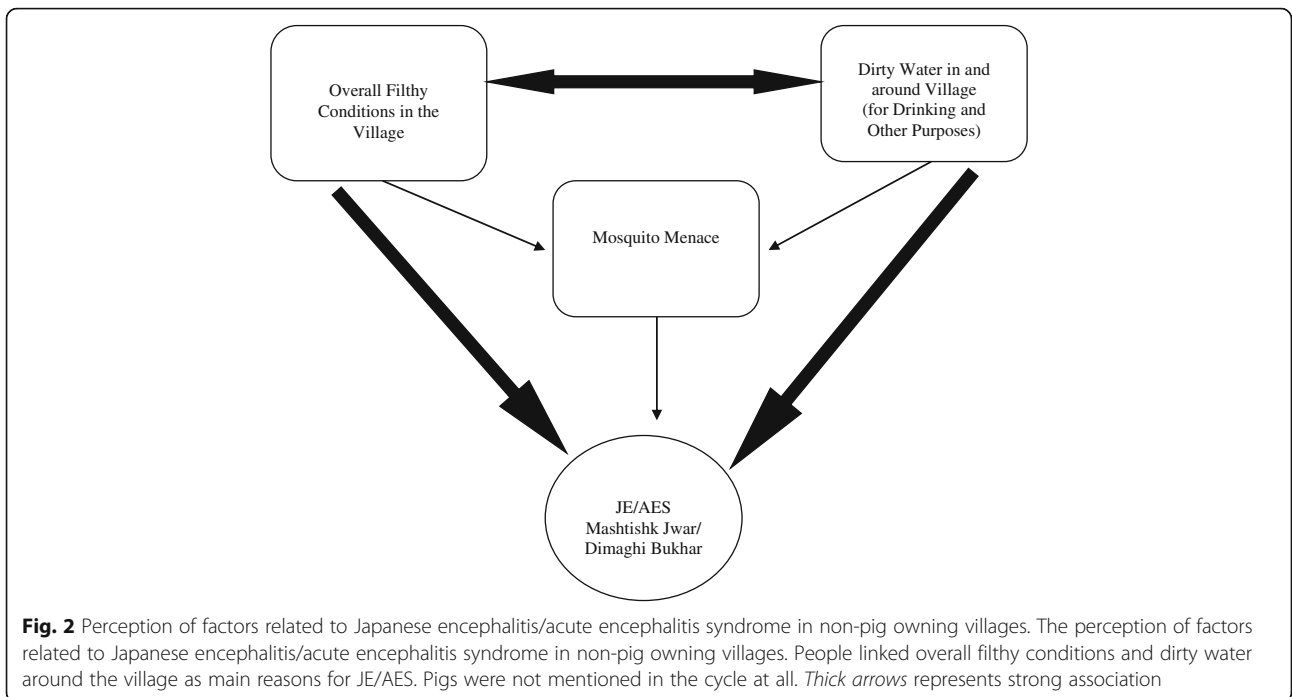 Overall Filthy
Conditions in the
Village
Dirty Water in and
around Village
(for Drinking and
Other Purposes)
Mosquito Menace
JE/AES
Mashtishk Jwar/
Dimaghi Bukhar
Fig. 2 Perception of factors related to Japanese encephalitis/acute encephalitis syndrome in non-pig owning villages. The perception of factors
related to Japanese encephalitis/acute encephalitis syndrome in non-pig owning villages. People linked overall filthy conditions and dirty water
around the village as main reasons for JE/AES. Pigs were not mentioned in the cycle at all. Thick arrows represents strong association